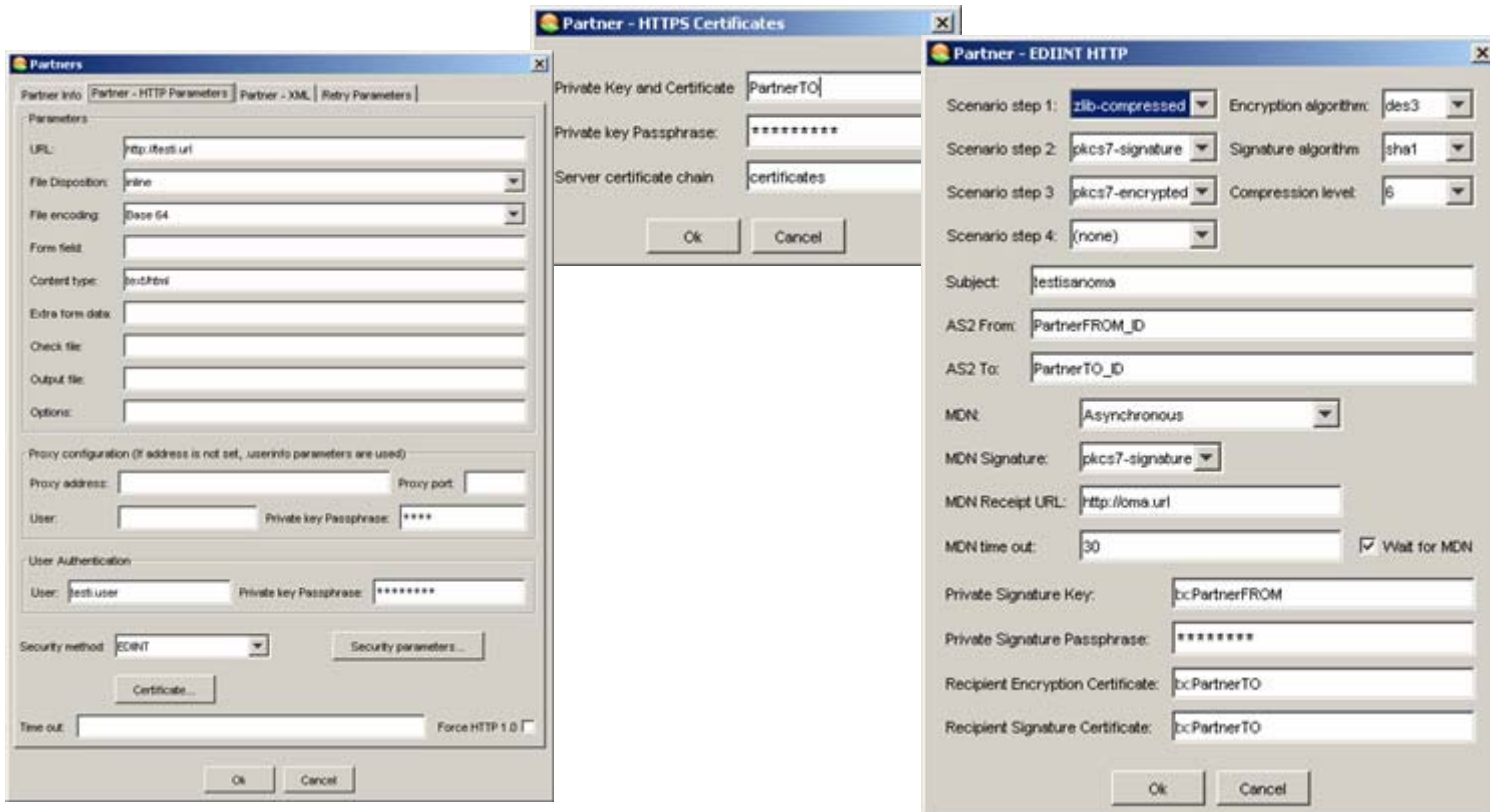 Partners
Partner Info Partner - HTTP Parameters Partner - XML Retry Parameters
Parameters
URL: http://testi.url
File Disposition: inline
File encoding: Base 64
Form field:
Content type: text/html
Extra form data:
Check file:
Output file:
Options:
Proxy configuration (If address is not set, .userinfo parameters are used)
Proxy address: Proxy port:
User: Private key Passphrase: ****
User Authentication
User: testi.user Private key Passphrase: ********
Security method: EDIINT Security parameters...
Certificate...
Time out: Force HTTP 1.0
Ok Cancel
Partner - HTTPS Certificates
Private Key and Certificate PartnerTO
Private key Passphrase: *********
Server certificate chain certificates
Ok Cancel
Partner - EDIINT HTTP
Scenario step 1: zlib-compressed Encryption algorithm: des3
Scenario step 2: pkcs7-signature Signature algorithm sha1
Scenario step 3 pkcs7-encrypted Compression level: 6
Scenario step 4: (none)
Subject: testisanoma
AS2 From: PartnerFROM_ID
AS2 To: PartnerTO_ID
MDN: Asynchronous
MDN Signature: pkcs7-signature
MDN Receipt URL: http://oma.url
MDN time out: 30 Wait for MDN
Private Signature Key: bc:PartnerFROM
Private Signature Passphrase: ********
Recipient Encryption Certificate: bc:PartnerTO
Recipient Signature Certificate: bc:PartnerTO
Ok Cancel